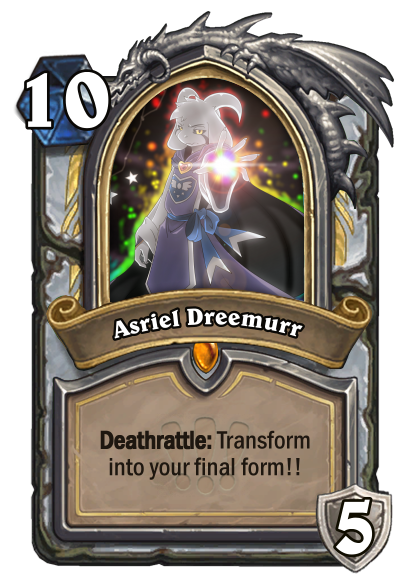 10
Asriel Dreemurr
Deathrattle: Transform
into your final form!!
5